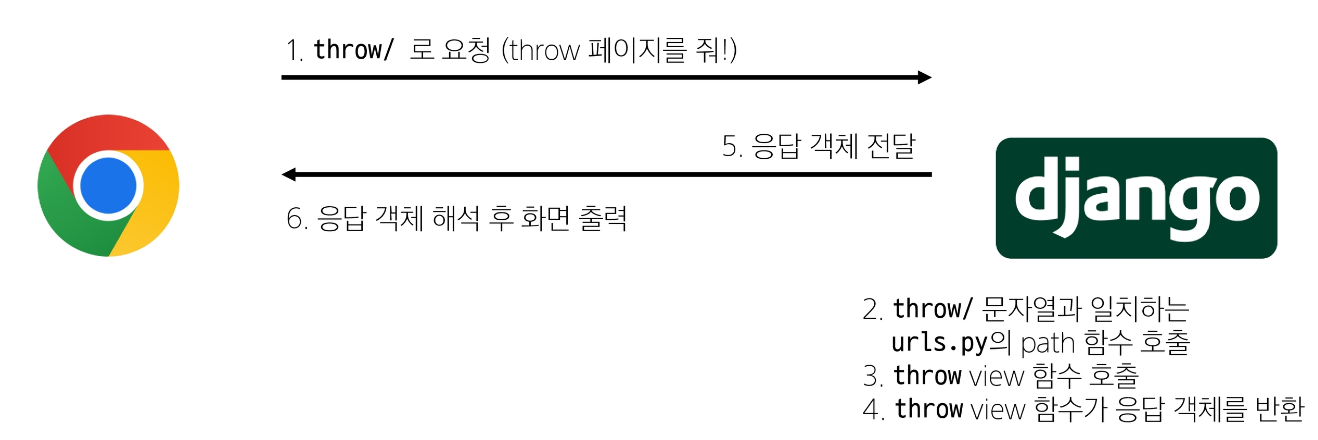 1. throw/ 로 요청 (throw 페이지를 줘!)
5. 응답 객체 전달
django
6. 응답 객체 해석 후 화면 출력
2. throw/ 문자열과 일치하는
urls.py의 path 함수 호출
3. throw view 함수 호출
4. throw view 함수가 응답 객체를 반환